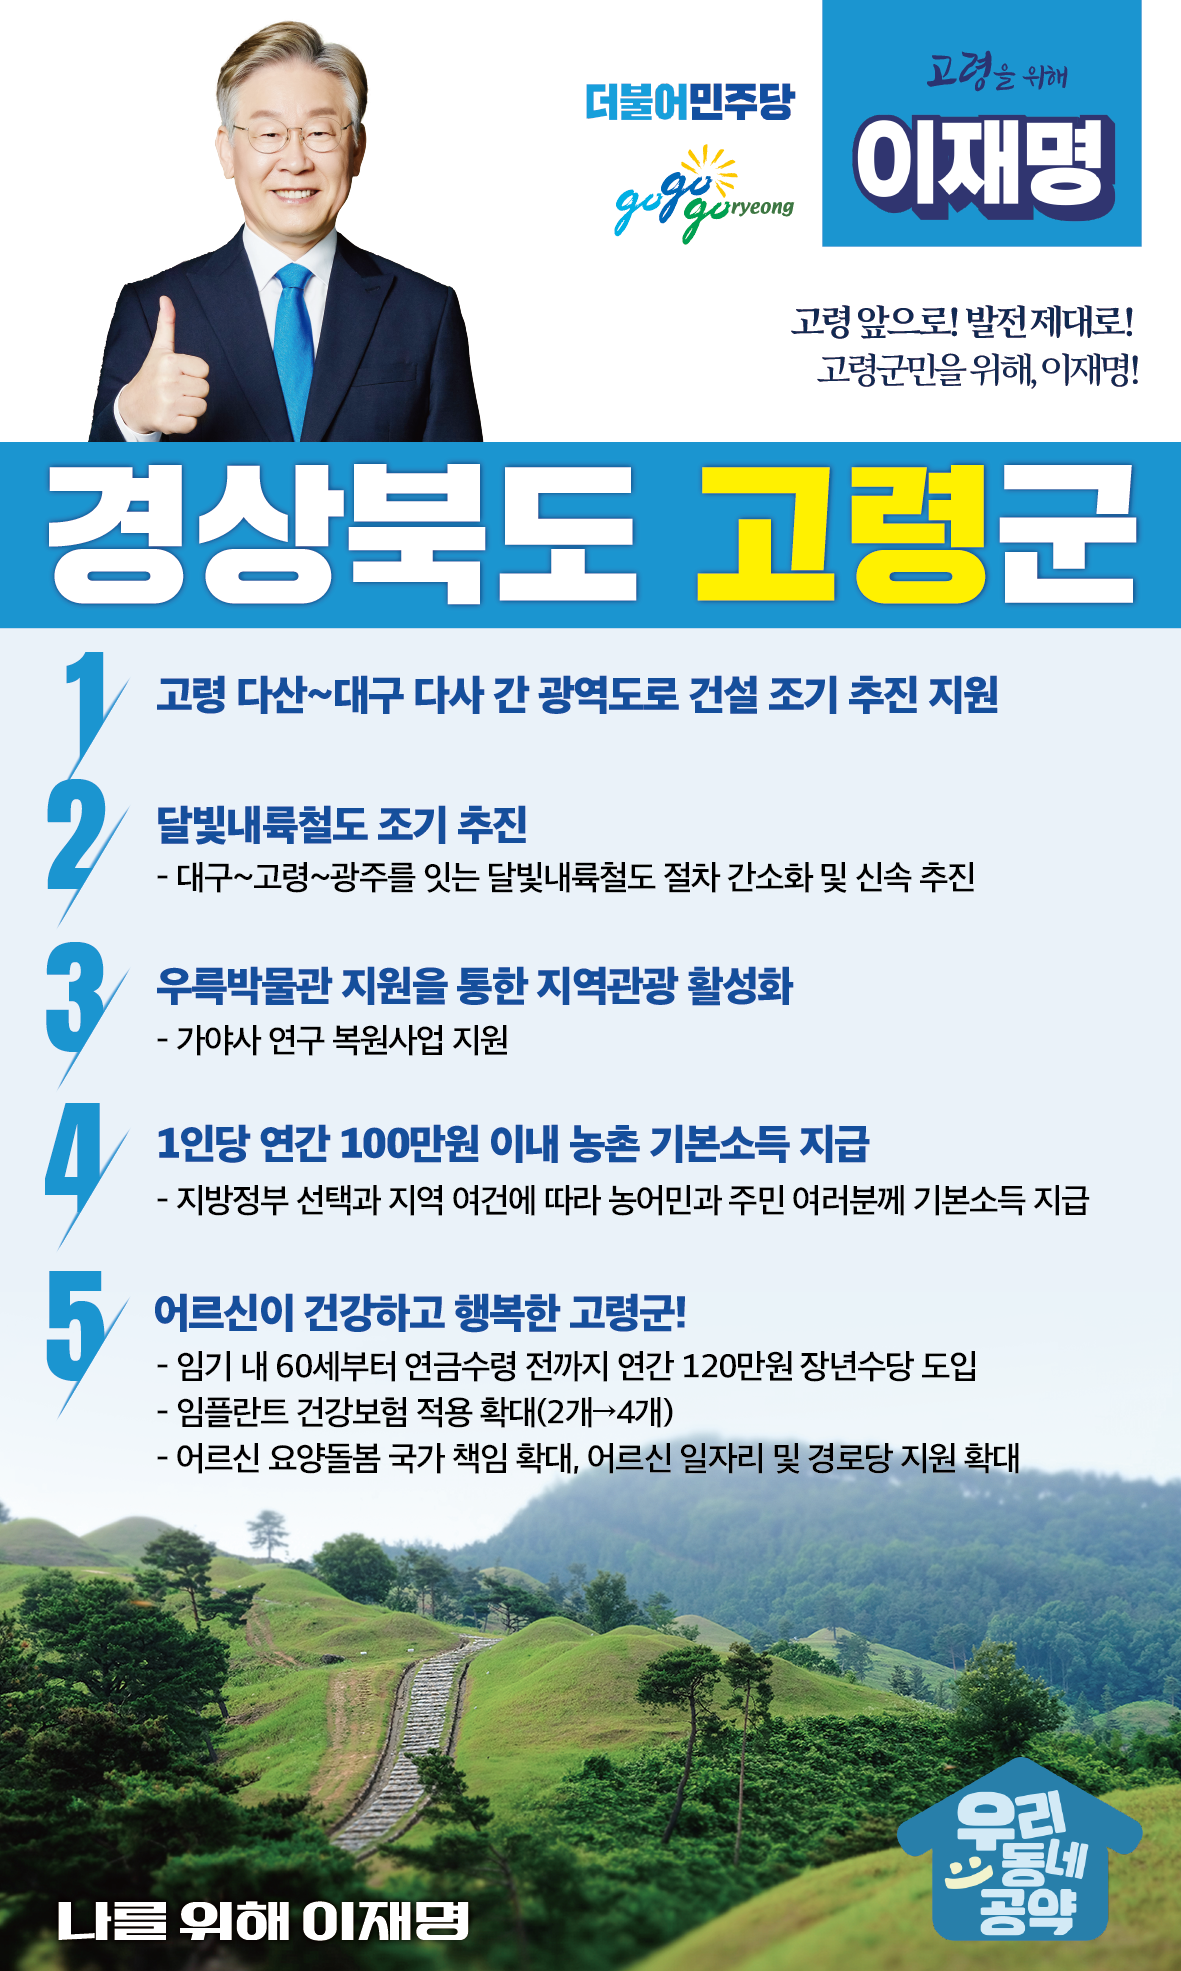 더불어민주당
gogo
goryeong
고령을 위해
이재명
고령 앞으로! 발전 제대로!
고령군민을 위해, 이재명!
경상북도 고령군
1
고령 다산~대구 다사 간 광역도로 건설 조기 추진 지원
2
달빛내륙철도 조기 추진
- 대구~고령~광주를 잇는 달빛내륙철도 절차 간소화 및 신속 추진
3
우륵박물관 지원을 통한 지역관광 활성화
- 가야사 연구 복원사업 지원
4
1인당 연간 100만원 이내 농촌 기본소득 지급
- 지방정부 선택과 지역 여건에 따라 농어민과 주민 여러분께 기본소득 지급
5
어르신이 건강하고 행복한 고령군!
- 임기 내 60세부터 연금수령 전까지 연간 120만원 장년수당 도입
- 임플란트 건강보험 적용 확대(2개→4개)
- 어르신 요양돌봄 국가 책임 확대, 어르신 일자리 및 경로당 지원 확대
우리
동네
공약
나를 위해 이재명